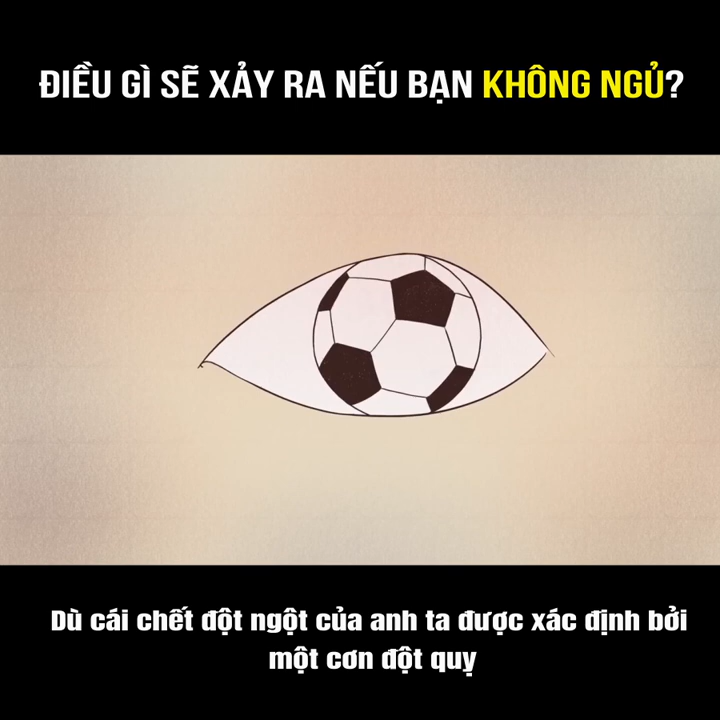 ĐIỀU GÌ SẼ XẢY RA NẾU BẠN KHÔNG NGỦ?
Dù cái chết đột ngột của anh ta được xác định bởi
một cơn đột quỵ